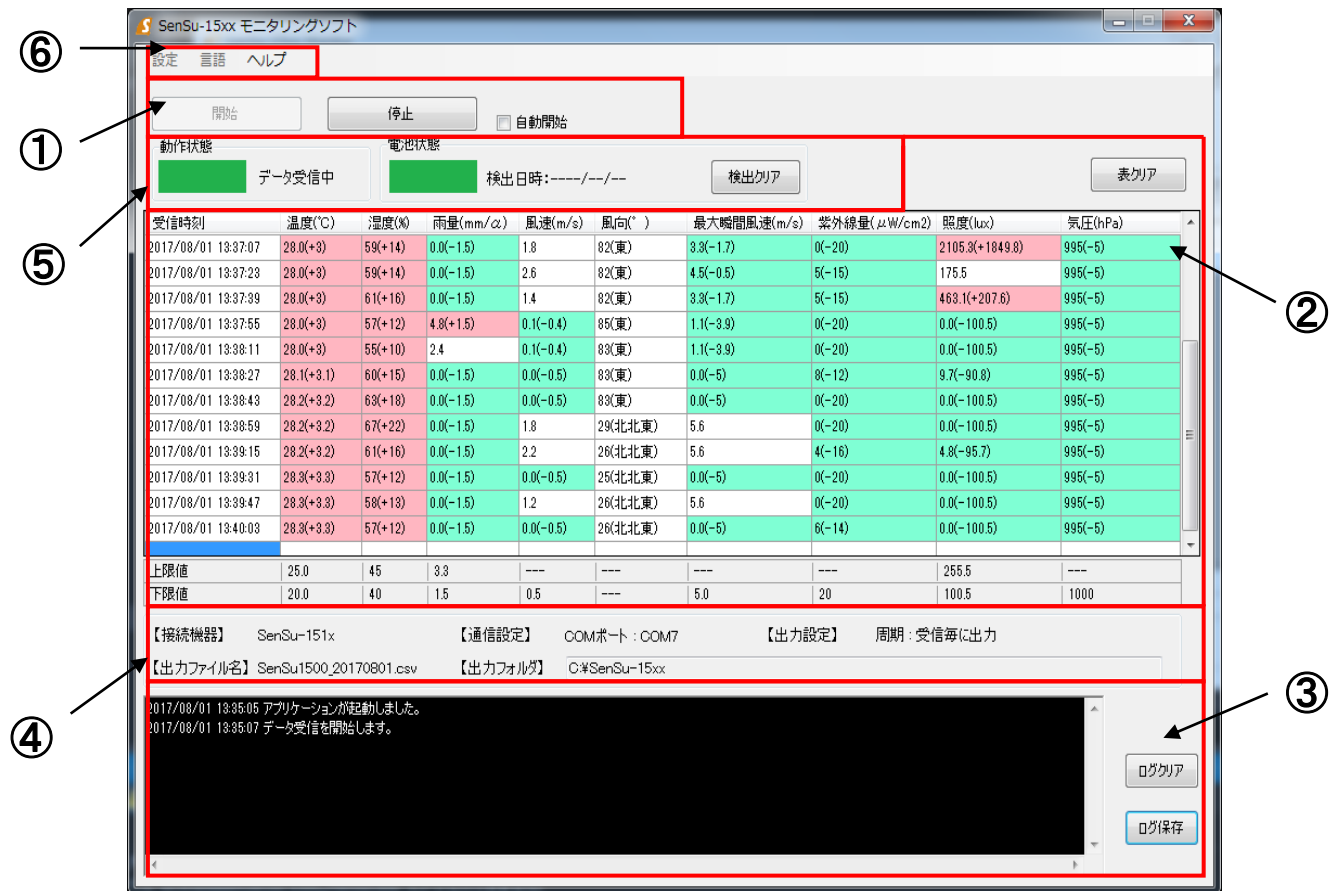 SenSu-15xx モニタリングソフト
⑥
設定 言語 ヘルプ
①
開始 停止 自動開始
動作状態 電池状態
データ受信中 検出日時:----/--/-- 検出クリア 表クリア
⑤
受信時刻 温度(℃) 湿度(%) 雨量(mm/α) 風速(m/s) 風向(゜) 最大瞬間風速(m/s) 紫外線量(μW/cm2) 照度(lux) 気圧(hPa)
2017/08/01 13:37:07 28.0(+3) 59(+14) 0.0(-1.5) 1.8 82(東) 3.3(-1.7) 0(-20) 2105.3(+1849.8) 995(-5)
2017/08/01 13:37:23 28.0(+3) 59(+14) 0.0(-1.5) 2.6 82(東) 4.5(-0.5) 5(-15) 175.5 995(-5)
②
2017/08/01 13:37:39 28.0(+3) 61(+16) 0.0(-1.5) 1.4 82(東) 3.3(-1.7) 5(-15) 463.1(+207.6) 995(-5)
2017/08/01 13:37:55 28.0(+3) 57(+12) 4.8(+1.5) 0.1(-0.4) 85(東) 1.1(-3.9) 0(-20) 0.0(-100.5) 995(-5)
2017/08/01 13:38:11 28.0(+3) 55(+10) 2.4 0.1(-0.4) 83(東) 1.1(-3.9) 0(-20) 0.0(-100.5) 995(-5)
2017/08/01 13:38:27 28.1(+3.1) 60(+15) 0.0(-1.5) 0.0(-0.5) 83(東) 0.0(-5) 8(-12) 9.7(-90.8) 995(-5)
2017/08/01 13:38:43 28.2(+3.2) 63(+18) 0.0(-1.5) 0.0(-0.5) 83(東) 0.0(-5) 0(-20) 0.0(-100.5) 995(-5)
2017/08/01 13:38:59 28.2(+3.2) 67(+22) 0.0(-1.5) 1.8 29(北北東) 5.6 0(-20) 0.0(-100.5) 995(-5)
2017/08/01 13:39:15 28.2(+3.2) 61(+16) 0.0(-1.5) 2.2 26(北北東) 5.6 4(-16) 4.8(-95.7) 995(-5)
2017/08/01 13:39:31 28.3(+3.3) 57(+12) 0.0(-1.5) 0.0(-0.5) 25(北北東) 0.0(-5) 0(-20) 0.0(-100.5) 995(-5)
2017/08/01 13:39:47 28.3(+3.3) 58(+13) 0.0(-1.5) 1.2 26(北北東) 5.6 0(-20) 0.0(-100.5) 995(-5)
2017/08/01 13:40:03 28.3(+3.3) 57(+12) 0.0(-1.5) 0.0(-0.5) 26(北北東) 0.0(-5) 6(-14) 0.0(-100.5) 995(-5)
上限値 25.0 45 3.3 --- --- --- --- 255.5 ---
下限値 20.0 40 1.5 0.5 --- 5.0 20 100.5 1000
【接続機器】 SenSu-151x 【通信設定】 COMポート : COM7 【出力設定】 周期 : 受信毎に出力
【出力ファイル名】 SenSu1500_20170801.csv 【出力フォルダ】 C:¥SenSu-15xx
③
④
2017/08/01 13:35:05 アプリケーションが起動しました。
2017/08/01 13:35:07 データ受信を開始します。
ログクリア
ログ保存